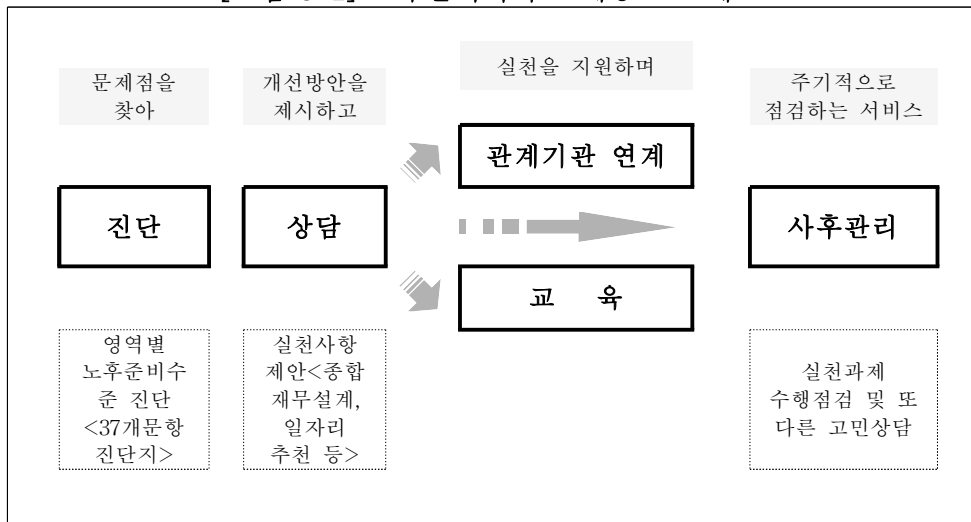 문제점을
찾아
개선방안을
제시하고
실천을 지원하며
주기적으로
점검하는 서비스
관계기관 연계
진단
상담
사후관리
교 육
영역별
노후준비수
준 진단
<37개문항
진단지>
실천사항
제안<종합
재무설계,
일자리
추천 등>
실천과제
수행점검 및 또
다른 고민상담